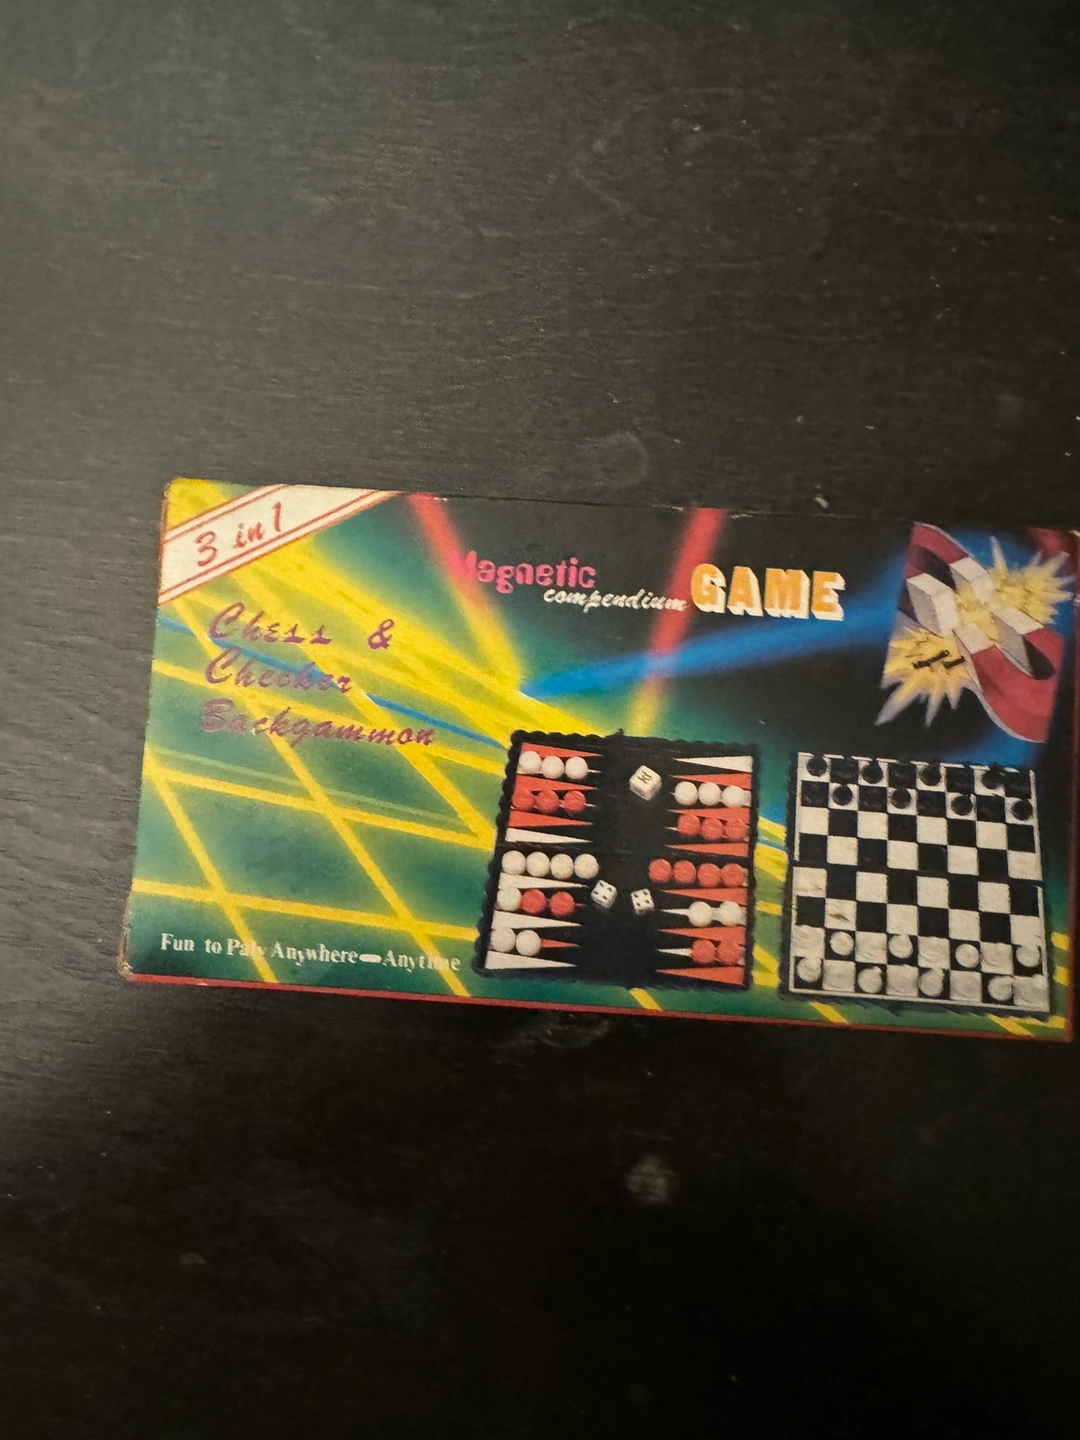 3 in 1
Magnetic
compendium
GAME
Chess &
Checker
Backgammon
Fun to Paly Anywhere—Anytime